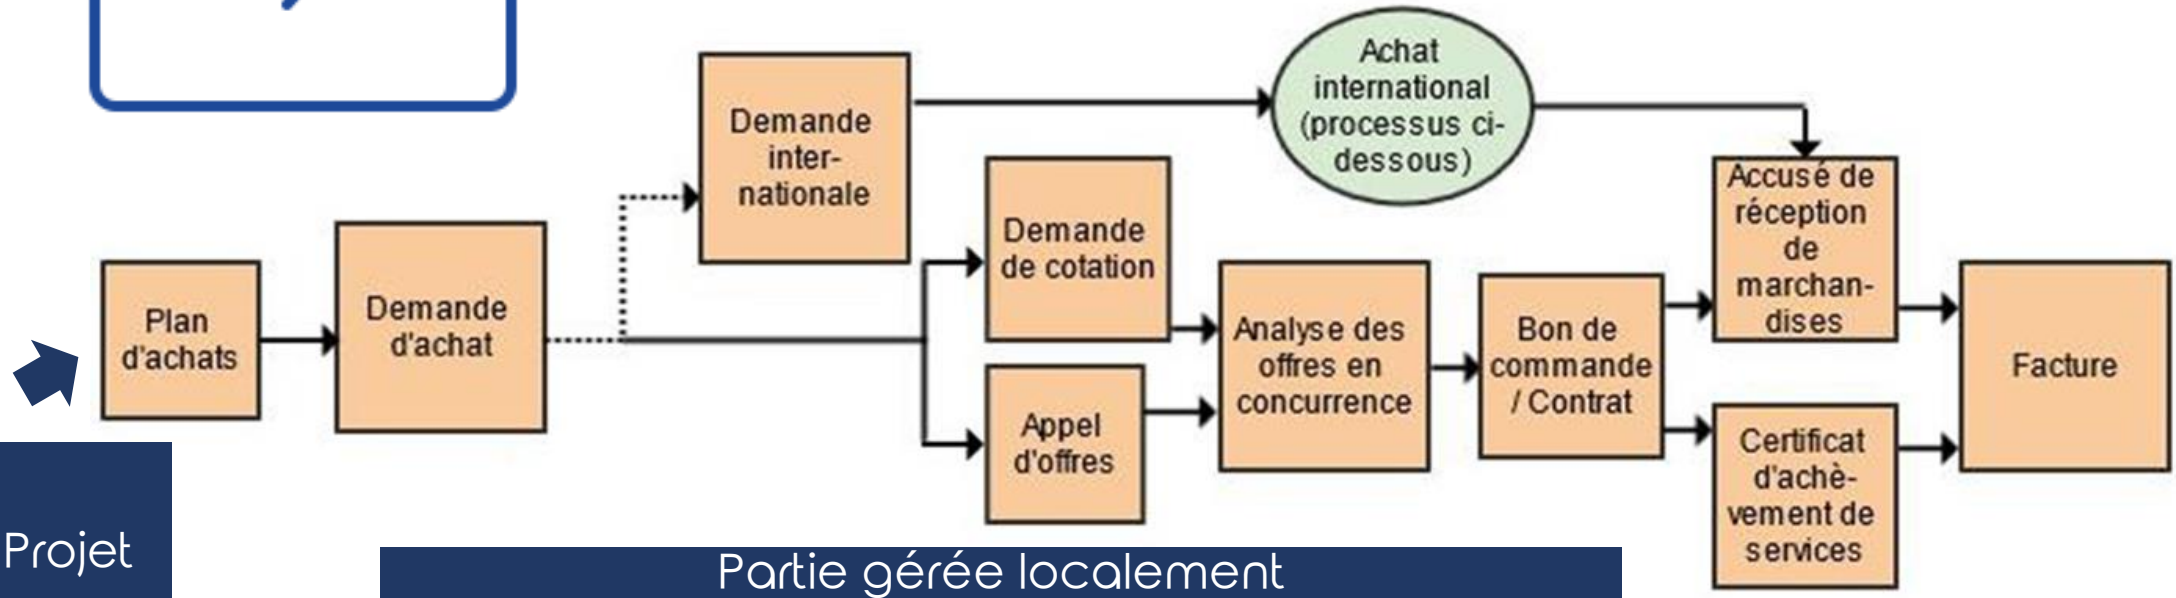 Plan
d'achats
Demande
d'achat
Demande
inter-
nationale
Achat
international
(processus ci-
dessous)
Demande
de cotation
Appel
d'offres
Analyse des
offres en
concurrence
Bon de
commande
/ Contrat
Accusé de
réception
de
marchan-
dises
Certificat
d'achè-
vement de
services
Facture
Projet
Partie gérée localement